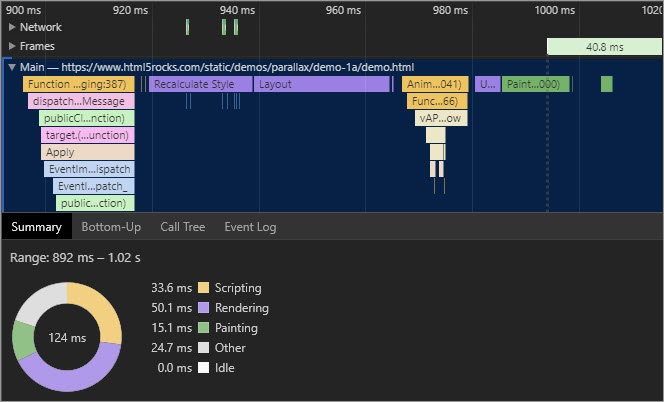 900 ms 920 ms 940 ms 960 ms 980 ms 1000 ms 1020
Network
Frames 40.8 ms
Main — https://www.html5rocks.com/static/demos/parallax/demo-1a/demo.html
Function ...ging:387) Recalculate Style Layout Anim...041) U... Paint...000)
dispatch...Message Func...66)
publicCl...nction) vAP...ow
target.(...unction)
Apply
EventIm...ispatch
EventI...patch_
public...ction)
Summary Bottom-Up Call Tree Event Log
Range: 892 ms – 1.02 s
33.6 ms Scripting
50.1 ms Rendering
124 ms 15.1 ms Painting
24.7 ms Other
0.0 ms Idle